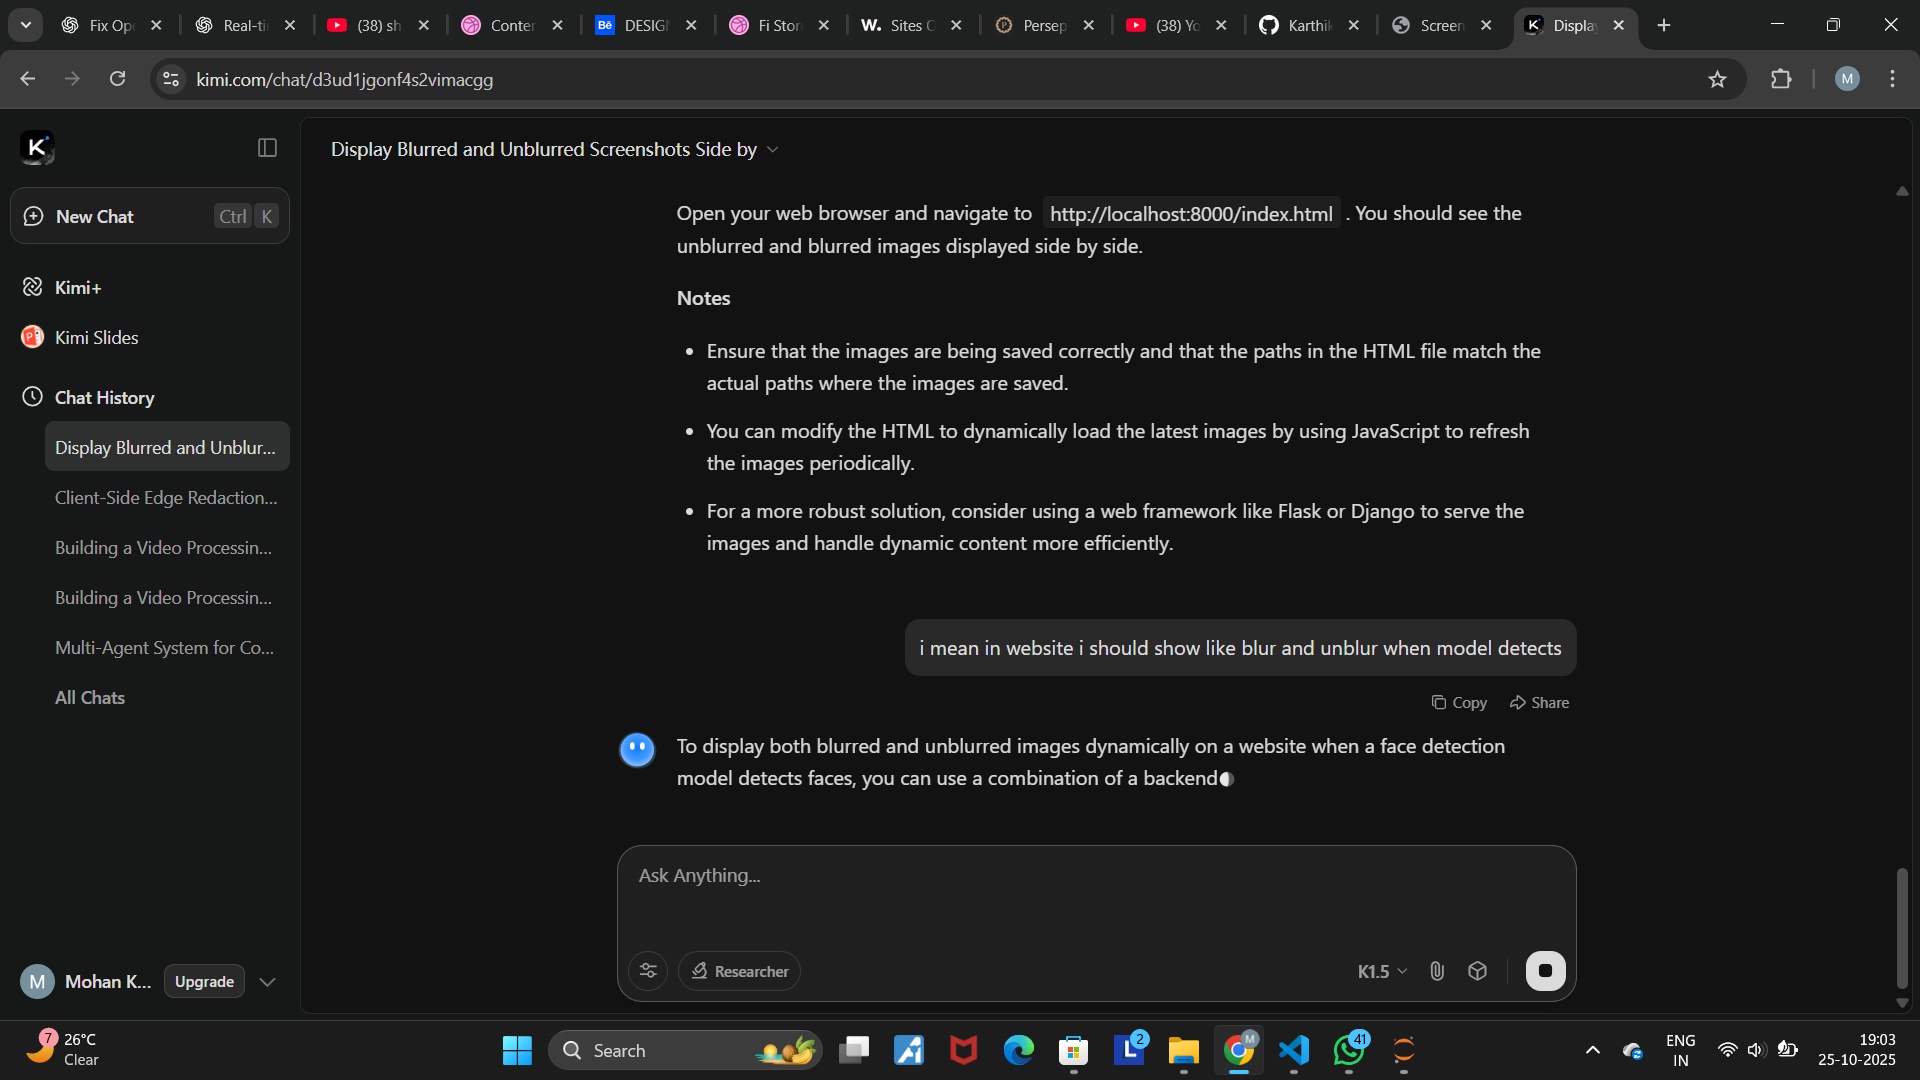 Fix Op
Real-ti
(38) sh
Conter
Bē
DESIGN
Fi Stor
W.
Sites O
Persep
(38) Yo
Karthik
Screen
Displa
kimi.com/chat/d3ud1jgonf4s2vimacgg
M
K
Display Blurred and Unblurred Screenshots Side by
New Chat
Ctrl K
Kimi+
Kimi Slides
Chat History
Display Blurred and Unblur...
Client-Side Edge Redaction...
Building a Video Processin...
Building a Video Processin...
Multi-Agent System for Co...
All Chats
M
Mohan K...
Upgrade
Open your web browser and navigate to http://localhost:8000/index.html . You should see the
unblurred and blurred images displayed side by side.
Notes
• Ensure that the images are being saved correctly and that the paths in the HTML file match the
actual paths where the images are saved.
• You can modify the HTML to dynamically load the latest images by using JavaScript to refresh
the images periodically.
• For a more robust solution, consider using a web framework like Flask or Django to serve the
images and handle dynamic content more efficiently.
i mean in website i should show like blur and unblur when model detects
Copy
Share
To display both blurred and unblurred images dynamically on a website when a face detection
model detects faces, you can use a combination of a backend
Ask Anything...
Researcher
K1.5
7
26°C
Clear
Search
L
2
M
41
ENG
IN
19:03
25-10-2025